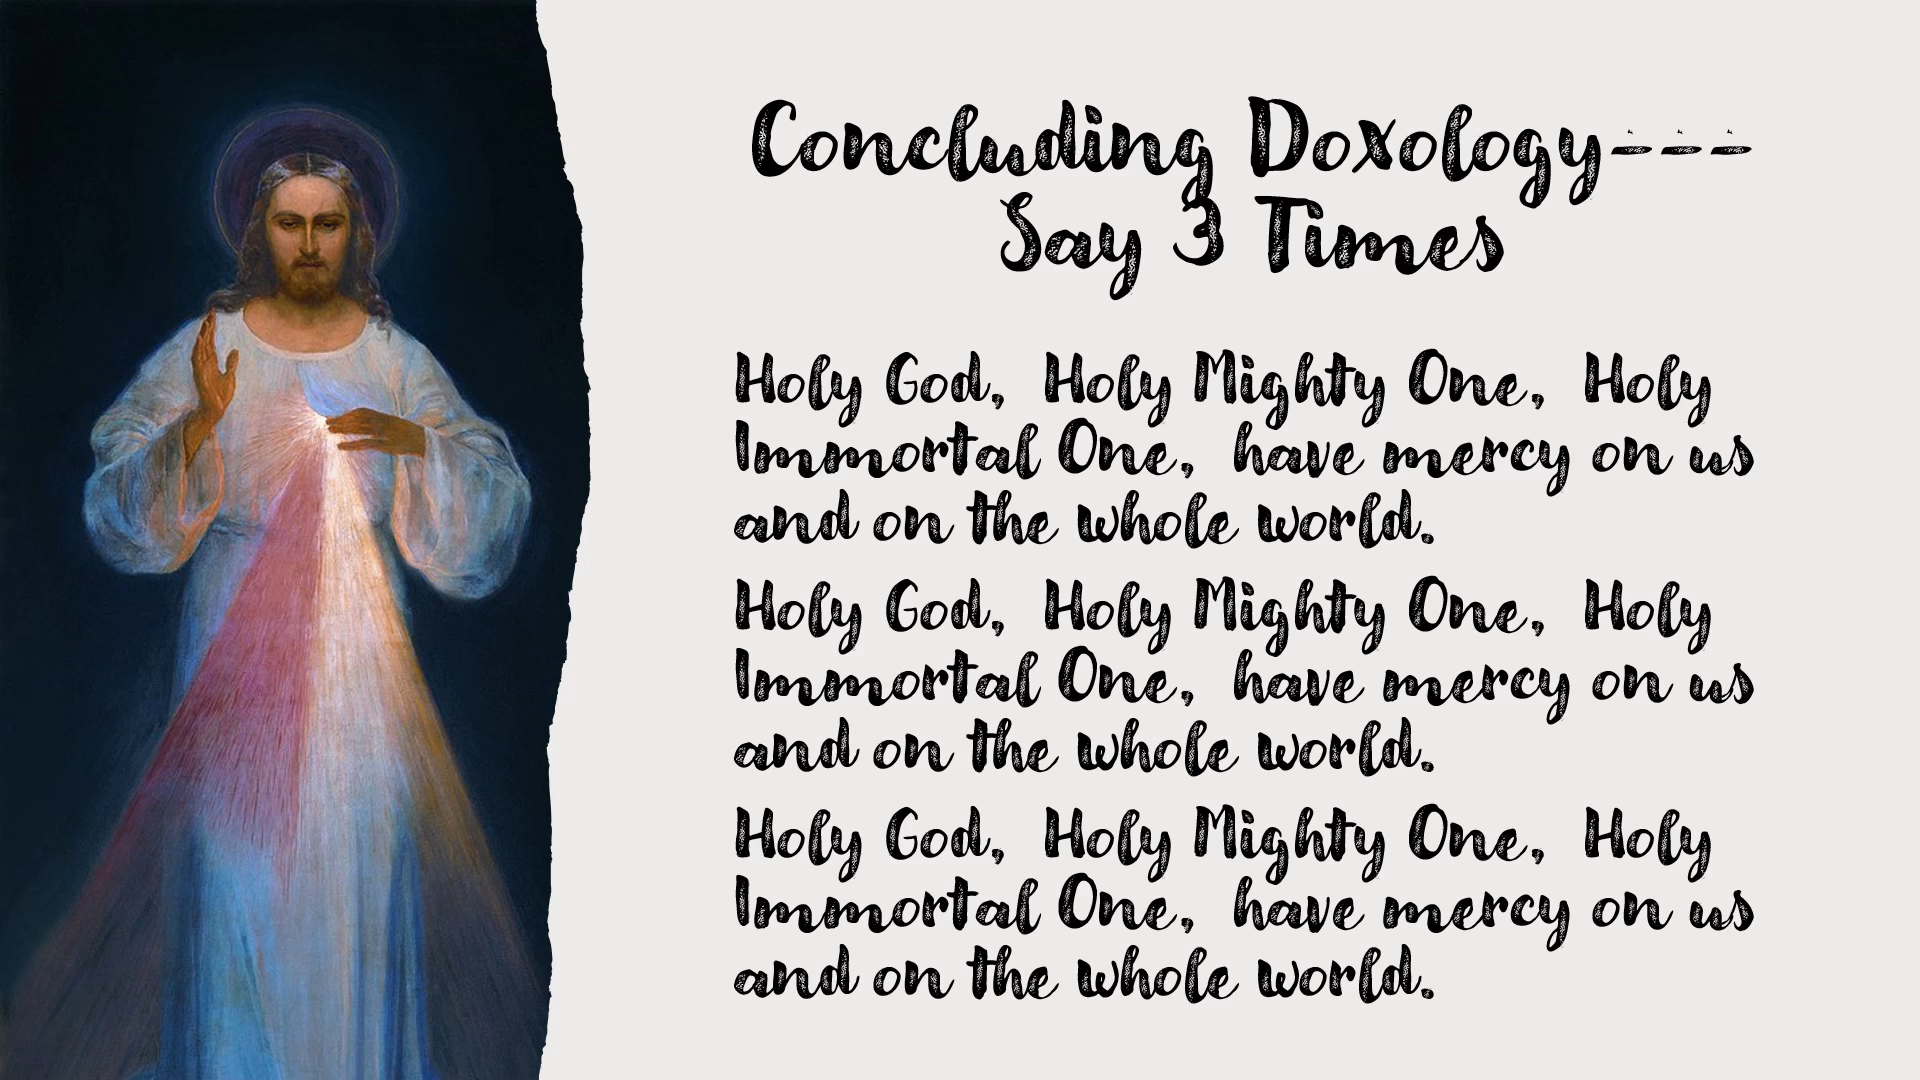 Concluding Doxology---
Say 3 Times
Holy God, Holy Mighty One, Holy
Immortal One, have mercy on us
and on the whole world.
Holy God, Holy Mighty One, Holy
Immortal One, have mercy on us
and on the whole world.
Holy God, Holy Mighty One, Holy
Immortal One, have mercy on us
and on the whole world.